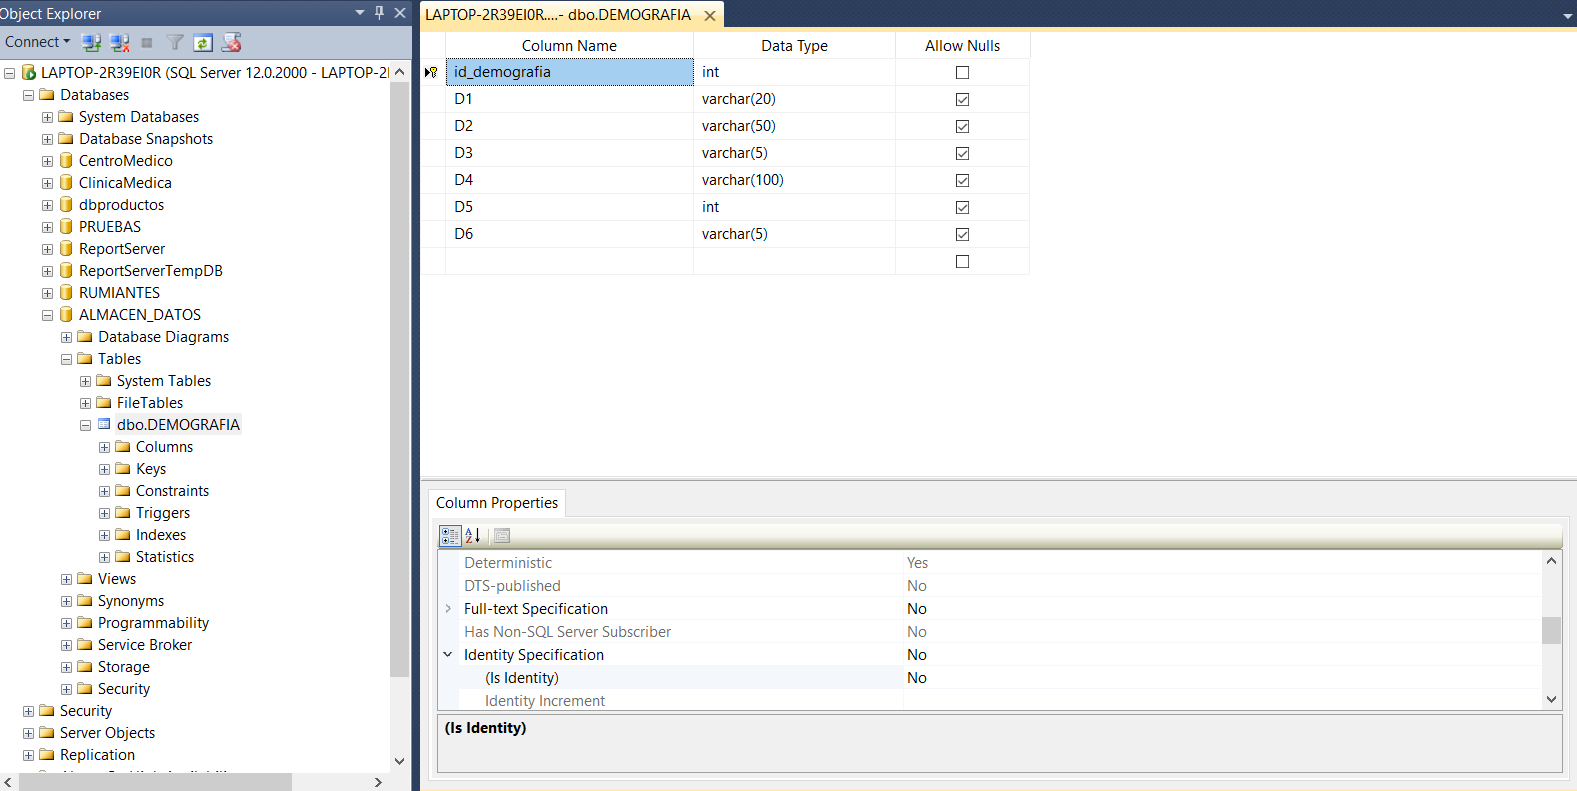 Object Explorer
Connect
LAPTOP-2R39EI0R (SQL Server 12.0.2000 - LAPTOP-2
Databases
System Databases
Database Snapshots
CentroMedico
ClinicaMedica
dbproductos
PRUEBAS
ReportServer
ReportServerTempDB
RUMIANTES
ALMACEN_DATOS
Database Diagrams
Tables
System Tables
FileTables
dbo.DEMOGRAFIA
Columns
Keys
Constraints
Triggers
Indexes
Statistics
Views
Synonyms
Programmability
Service Broker
Storage
Security
Security
Server Objects
Replication
LAPTOP-2R39EI0R....- dbo.DEMOGRAFIA
Column Name Data Type Allow Nulls
id_demografia int
D1 varchar(20)
D2 varchar(50)
D3 varchar(5)
D4 varchar(100)
D5 int
D6 varchar(5)
Column Properties
Deterministic Yes
DTS-published No
Full-text Specification No
Has Non-SQL Server Subscriber No
Identity Specification No
(Is Identity) No
Identity Increment
(Is Identity)